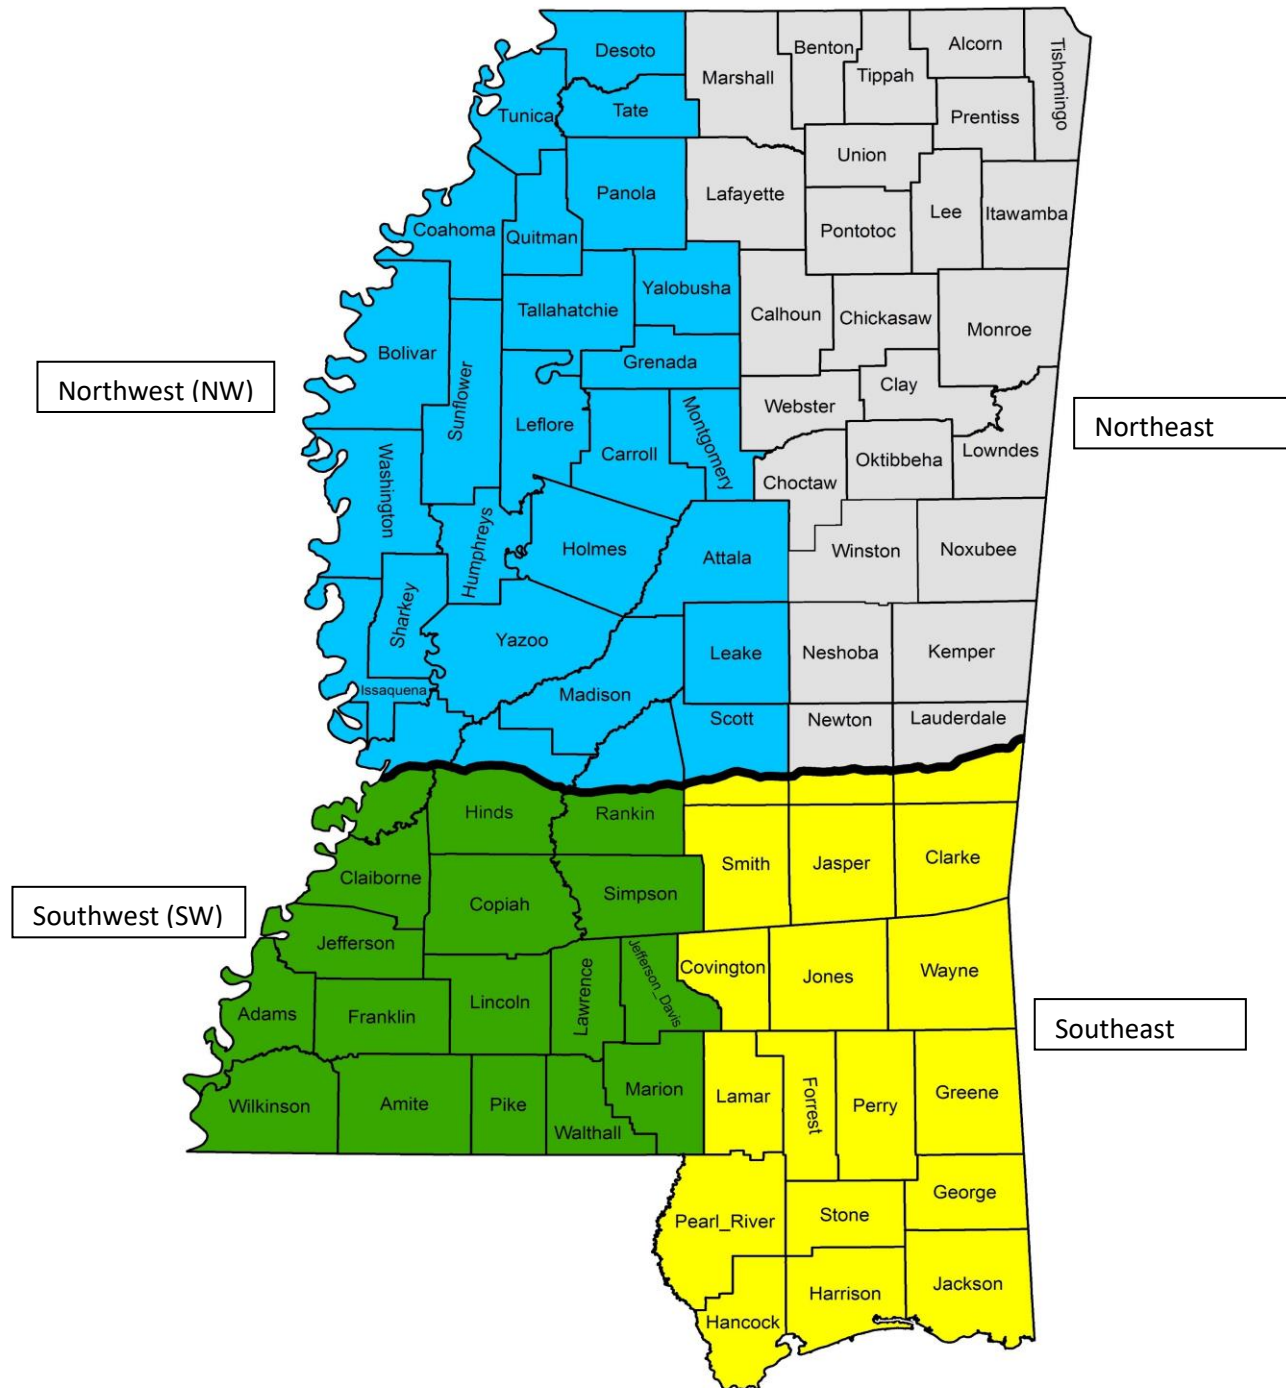 Desoto
Benton
Alcorn
Tishomingo
Marshall
Tippah
Tunica
Tate
Prentiss
Union
Panola
Lafayette
Lee
Itawamba
Coahoma
Quitman
Pontotoc
Yalobusha
Tallahatchie
Calhoun
Chickasaw
Monroe
Bolivar
Sunflower
Grenada
Northwest (NW)
Clay
Webster
Leflore
Montgomery
Northeast
Carroll
Oktibbeha
Lowndes
Washington
Choctaw
Humphreys
Holmes
Attala
Winston
Noxubee
Sharkey
Yazoo
Leake
Neshoba
Kemper
Issaquena
Madison
Scott
Newton
Lauderdale
Hinds
Rankin
Smith
Jasper
Clarke
Claiborne
Southwest (SW)
Copiah
Simpson
Jefferson
Jefferson_Davis
Covington
Jones
Wayne
Adams
Franklin
Lincoln
Lawrence
Southeast
Wilkinson
Amite
Pike
Walthall
Marion
Lamar
Forrest
Perry
Greene
Pearl_River
Stone
George
Hancock
Harrison
Jackson